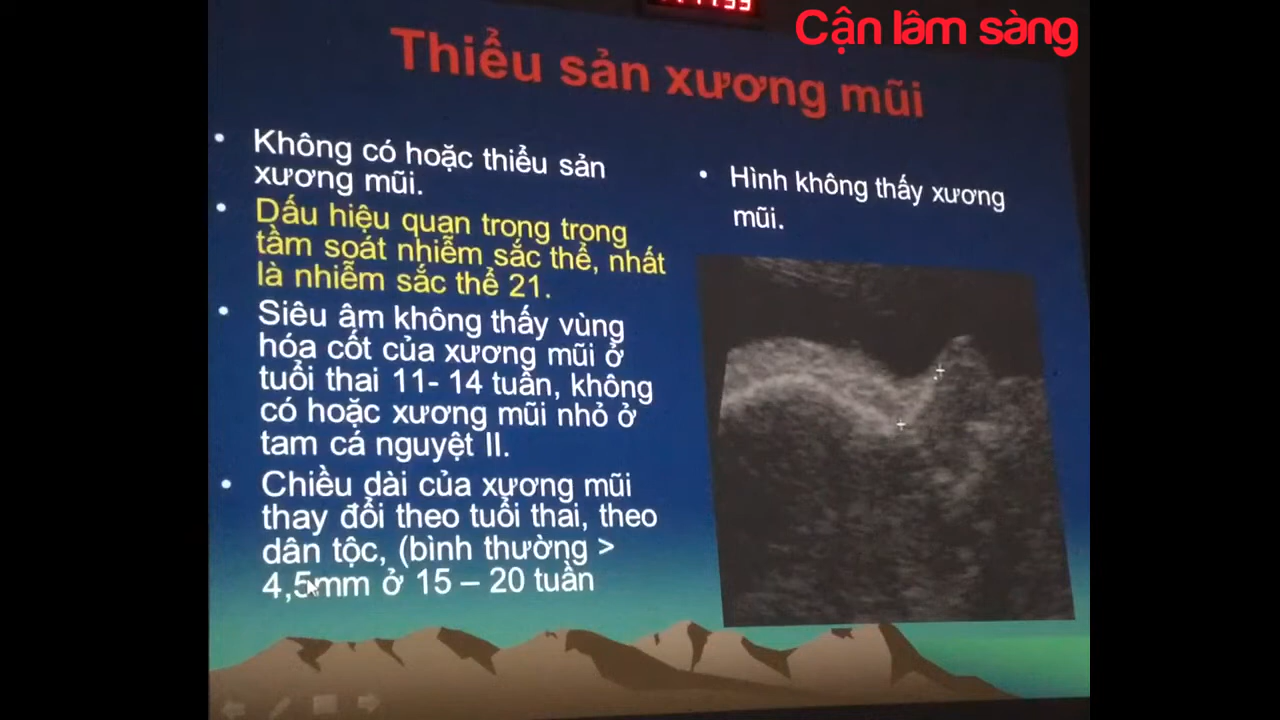 Cận lâm sàng
Thiểu sản xương mũi
• Không có hoặc thiểu sản
xương mũi.
• Dấu hiệu quan trọng trong
tầm soát nhiễm sắc thể, nhất
là nhiễm sắc thể 21.
• Siêu âm không thấy vùng
hóa cốt của xương mũi ở
tuổi thai 11- 14 tuần, không
có hoặc xương mũi nhỏ ở
tam cá nguyệt II.
• Chiều dài của xương mũi
thay đổi theo tuổi thai, theo
dân tộc, (bình thường >
4,5mm ở 15 – 20 tuần
• Hình không thấy xương
mũi.